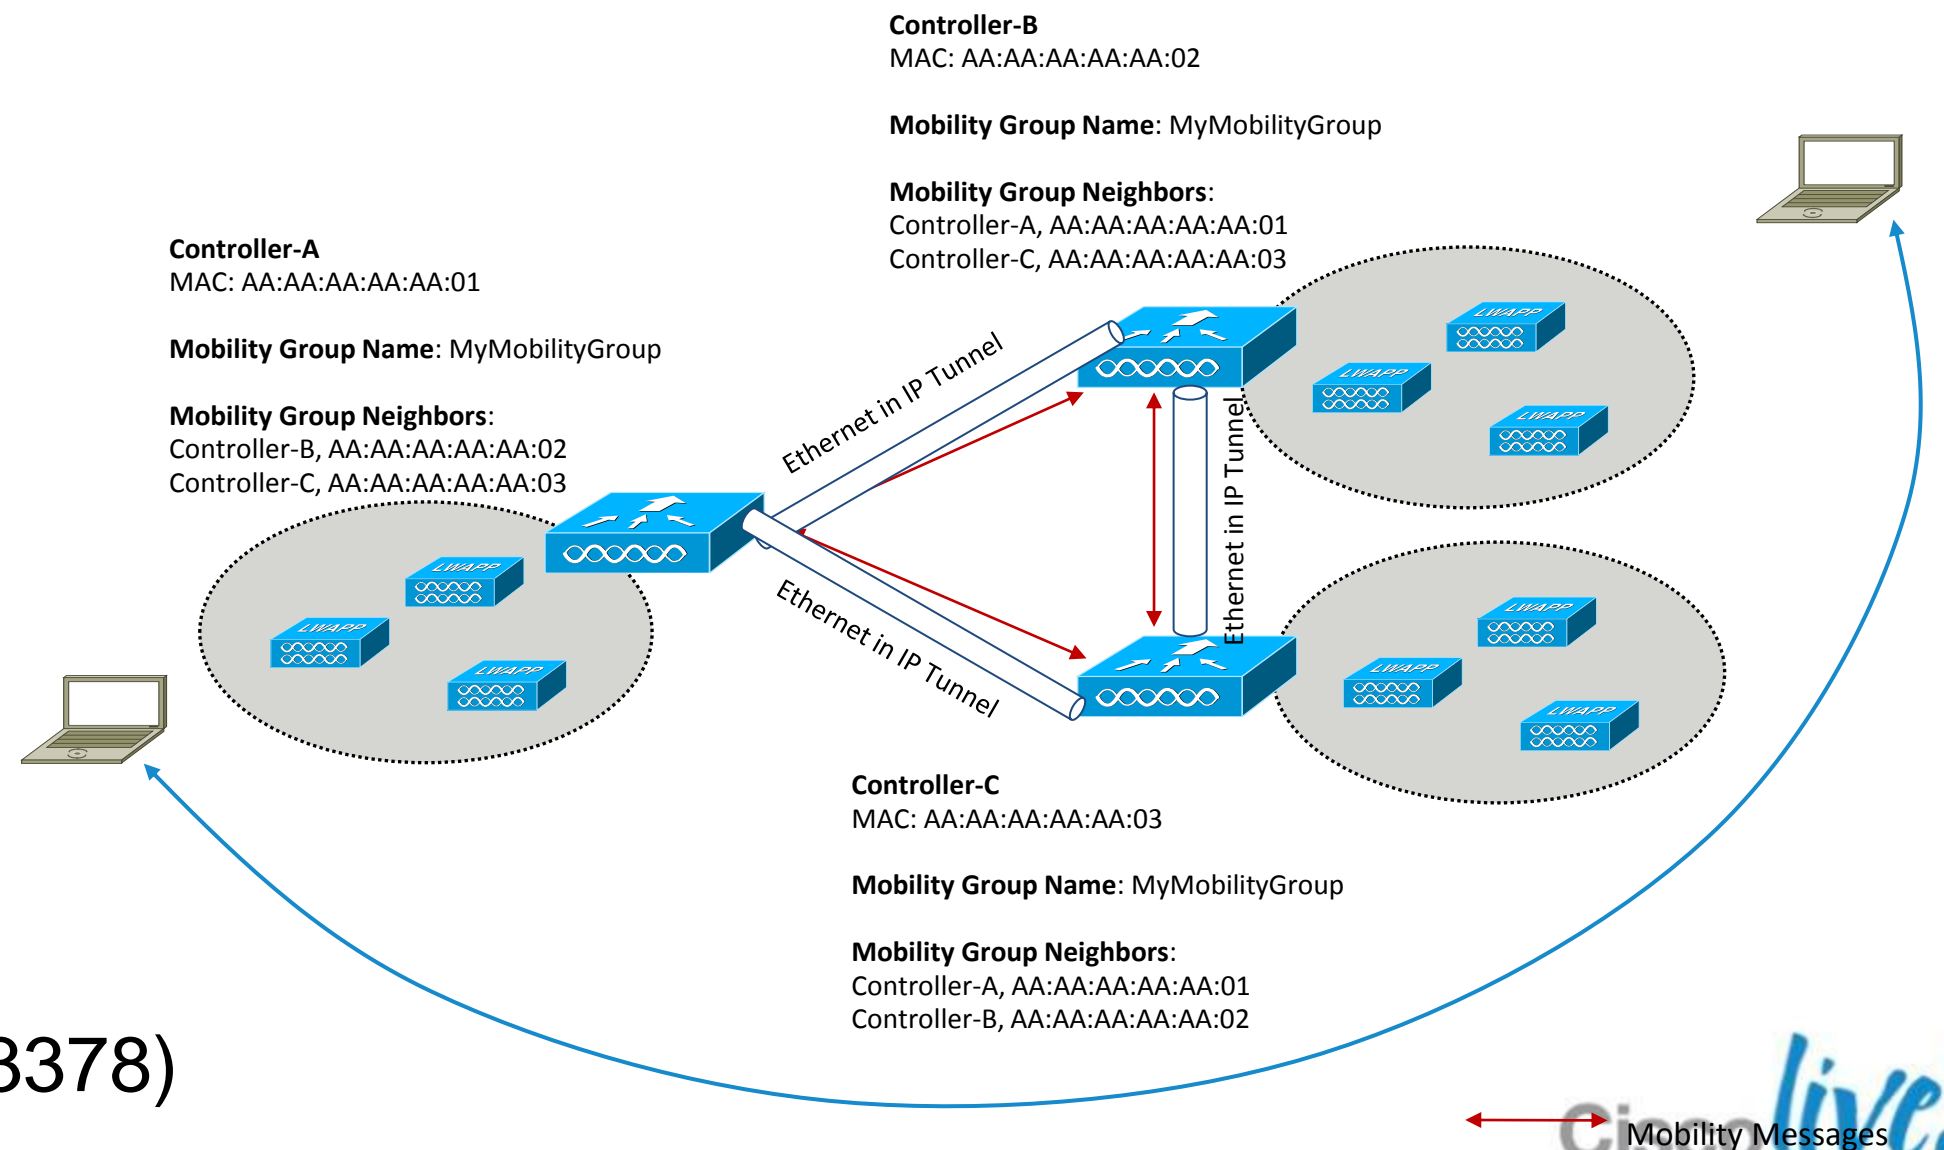 Controller-B
MAC: AA:AA:AA:AA:AA:02
Mobility Group Name: MyMobilityGroup
Mobility Group Neighbors:
Controller-A, AA:AA:AA:AA:AA:01
Controller-C, AA:AA:AA:AA:AA:03
Controller-A
MAC: AA:AA:AA:AA:AA:01
Mobility Group Name: MyMobilityGroup
Mobility Group Neighbors:
Controller-B, AA:AA:AA:AA:AA:02
Controller-C, AA:AA:AA:AA:AA:03
Ethernet in IP Tunnel
Ethernet in IP Tunnel
Ethernet in IP Tunnel
LWAPP
LWAPP
LWAPP
LWAPP
LWAPP
LWAPP
LWAPP
LWAPP
LWAPP
Controller-C
MAC: AA:AA:AA:AA:AA:03
Mobility Group Name: MyMobilityGroup
Mobility Group Neighbors:
Controller-A, AA:AA:AA:AA:AA:01
Controller-B, AA:AA:AA:AA:AA:02
3378)
Cisco live
Mobility Messages